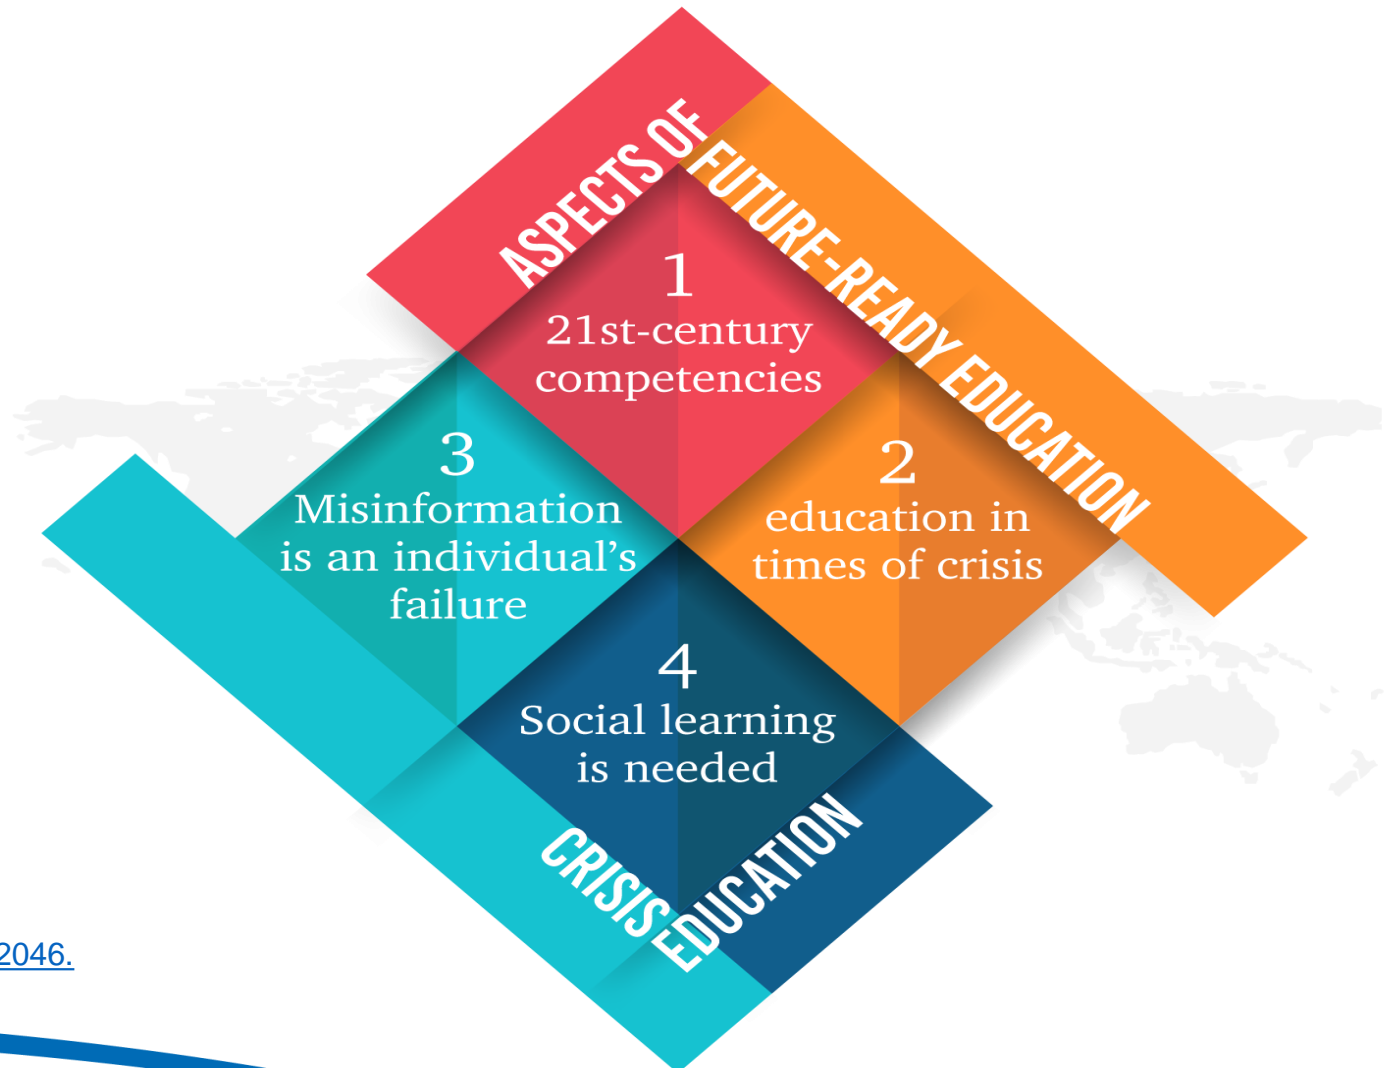 ASPECTS OF
FUTURE-READY EDUCATION
1
21st-century
competencies
2
education in
times of crisis
3
Misinformation
is an individual’s
failure
4
Social learning
is needed
CRISIS
EDUCATION
2046.